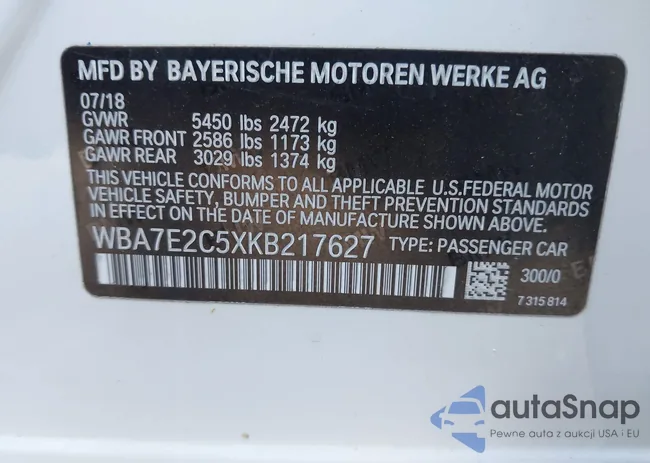 MFD BY BAYERISCHE MOTOREN WERKE AG
07/18
GVWR 5450 lbs 2472 kg
GAWR FRONT 2586 lbs 1173 kg
GAWR REAR 3029 lbs 1374 kg
THIS VEHICLE CONFORMS TO ALL APPLICABLE U.S.FEDERAL MOTOR
VEHICLE SAFETY, BUMPER AND THEFT PREVENTION STANDARDS IN EFFECT
ON THE DATE OF MANUFACTURE SHOWN ABOVE.
WBA7E2C5XKB217627 TYPE: PASSENGER CAR
300/0
7 315 814
autoSnap
Pewne auta z aukcji USA i EU